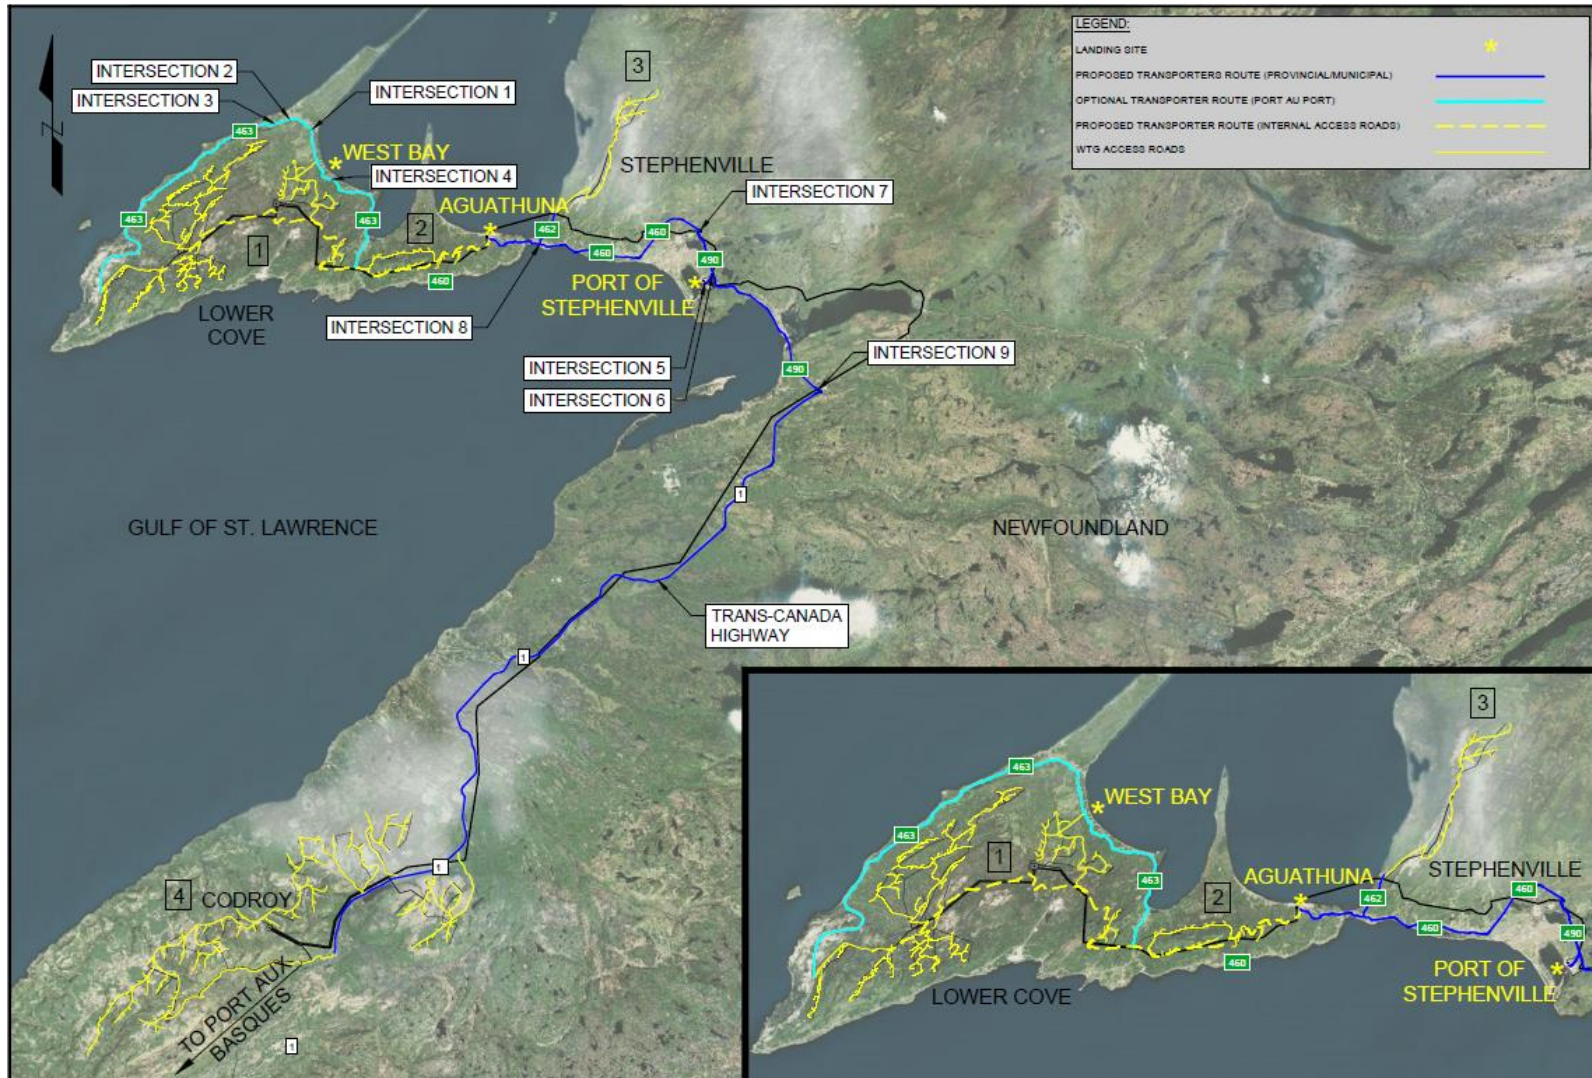 LEGEND:
LANDING SITE
PROPOSED TRANSPORTERS ROUTE (PROVINCIAL/MUNICIPAL)
OPTIONAL TRANSPORTER ROUTE (PORT AU PORT)
PROPOSED TRANSPORTER ROUTE (INTERNAL ACCESS ROADS)
WTG ACCESS ROADS
N
INTERSECTION 2
INTERSECTION 3
INTERSECTION 1
3
463
WEST BAY
INTERSECTION 4
STEPHENVILLE
INTERSECTION 7
463
463
2
AGUATHUNA
462
460
460
490
1
460
LOWER
COVE
PORT OF
STEPHENVILLE
INTERSECTION 8
INTERSECTION 5
INTERSECTION 6
490
INTERSECTION 9
1
GULF OF ST. LAWRENCE
NEWFOUNDLAND
TRANS-CANADA
HIGHWAY
1
1
4
CODROY
TO PORT AUX
BASQUES
1
3
463
WEST BAY
463
1
463
2
AGUATHUNA
STEPHENVILLE
460
462
460
490
460
LOWER COVE
PORT OF
STEPHENVILLE